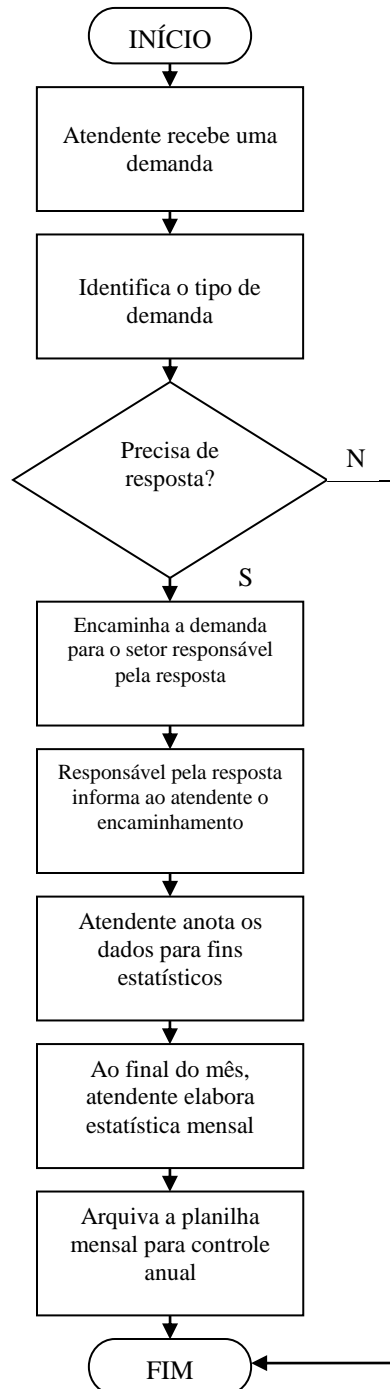 INÍCIO
Atendente recebe uma
demanda
Identifica o tipo de
demanda
Precisa de
resposta?
N
S
Encaminha a demanda
para o setor responsável
pela resposta
Responsável pela resposta
informa ao atendente o
encaminhamento
Atendente anota os
dados para fins
estatísticos
Ao final do mês,
atendente elabora
estatística mensal
Arquiva a planilha
mensal para controle
anual
FIM